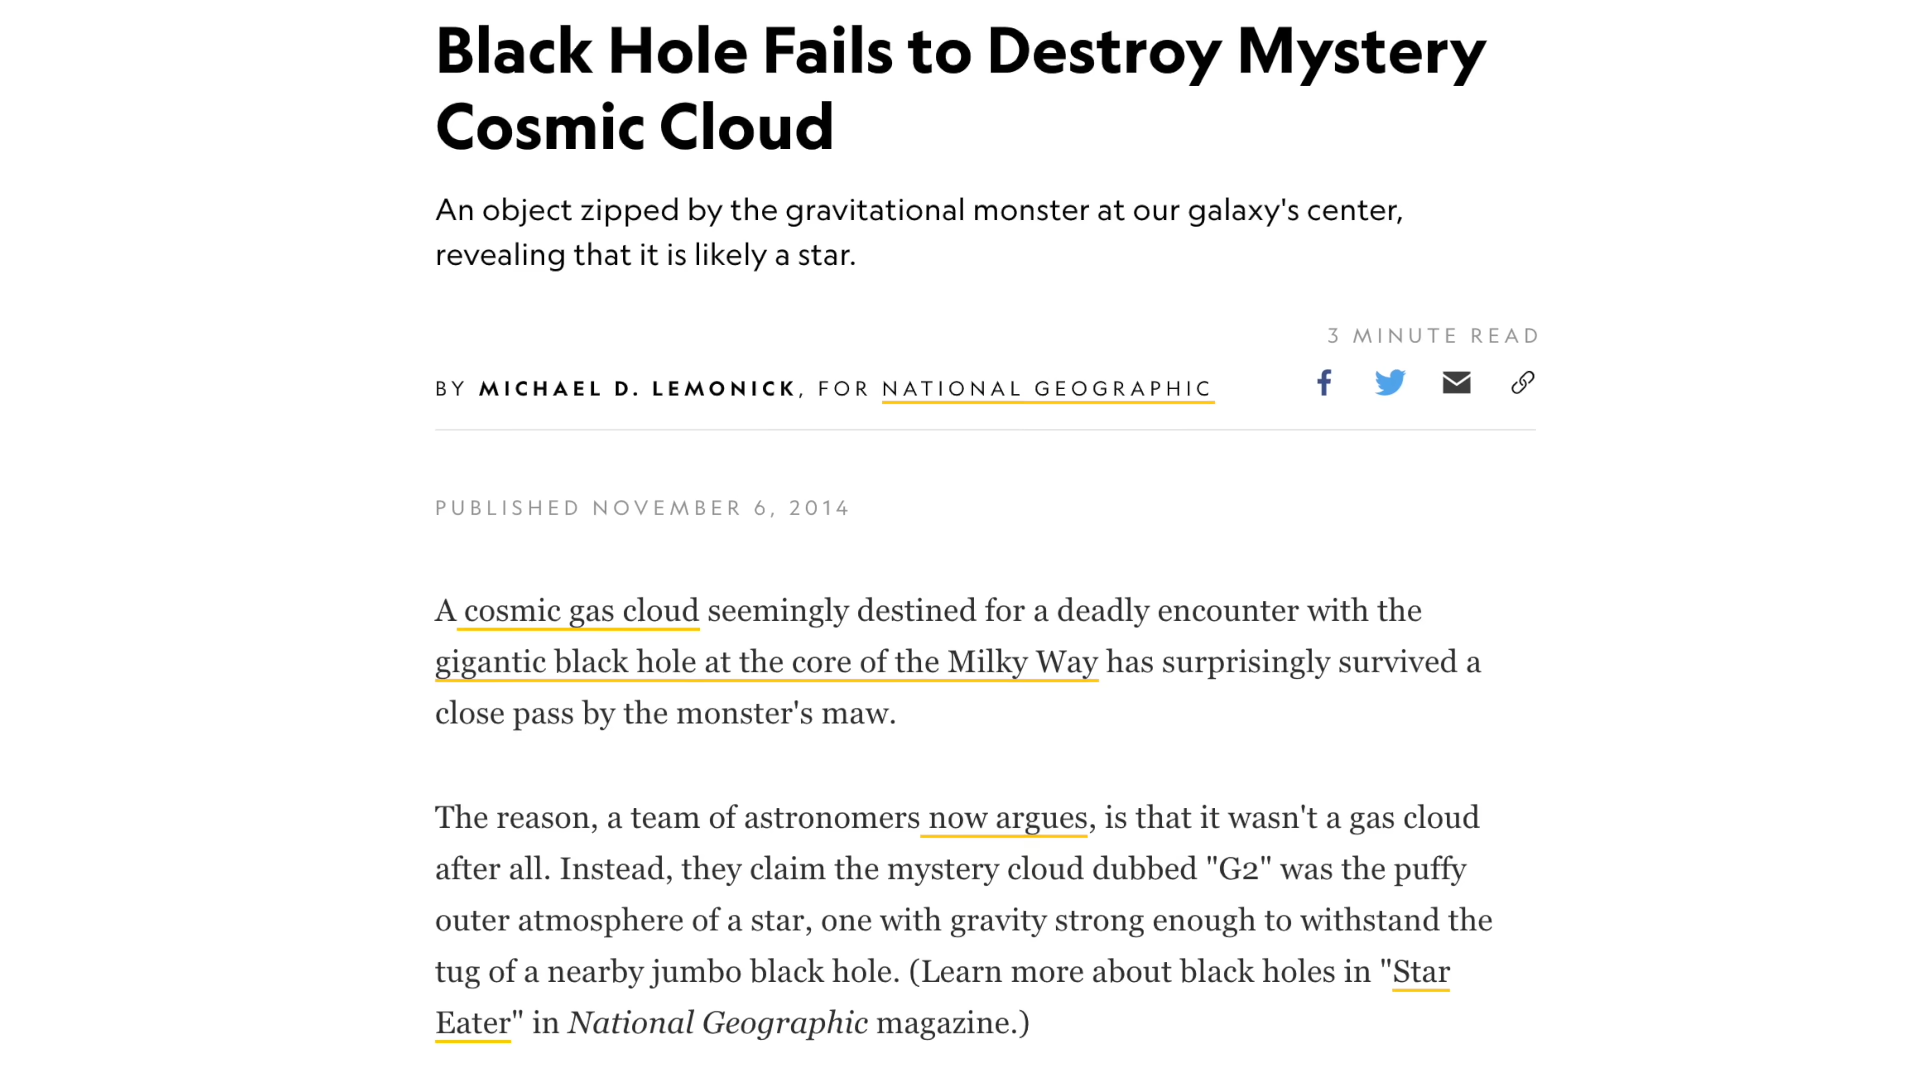 Black Hole Fails to Destroy Mystery
Cosmic Cloud
An object zipped by the gravitational monster at our galaxy's center,
revealing that it is likely a star.
3 MINUTE READ
BY MICHAEL D. LEMONICK, FOR NATIONAL GEOGRAPHIC
PUBLISHED NOVEMBER 6, 2014
A cosmic gas cloud seemingly destined for a deadly encounter with the
gigantic black hole at the core of the Milky Way has surprisingly survived a
close pass by the monster's maw.
The reason, a team of astronomers now argues, is that it wasn't a gas cloud
after all. Instead, they claim the mystery cloud dubbed "G2" was the puffy
outer atmosphere of a star, one with gravity strong enough to withstand the
tug of a nearby jumbo black hole. (Learn more about black holes in "Star
Eater" in National Geographic magazine.)